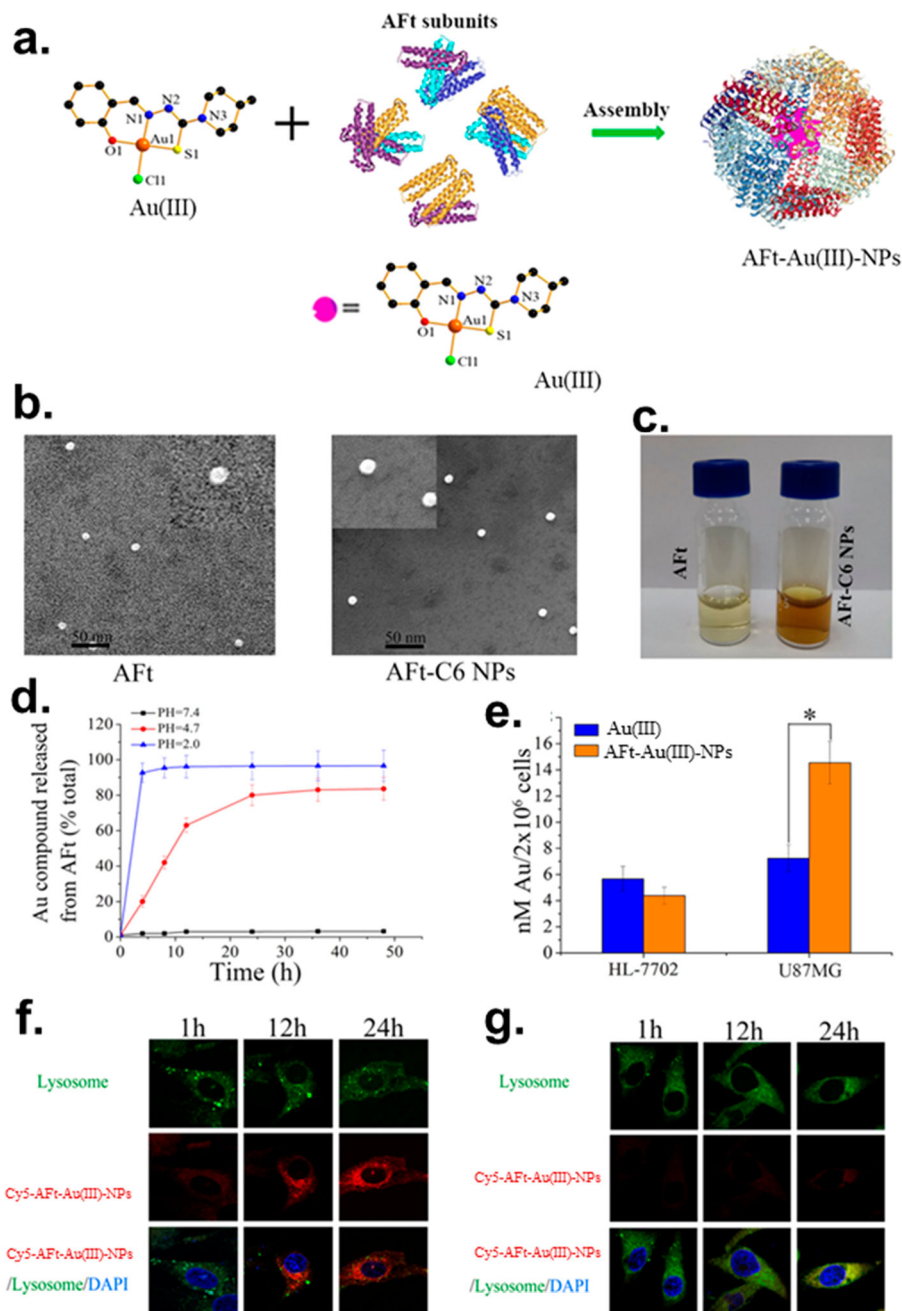 a.
AFt subunits
N2
N1
N3
Au1
O1
S1
Cl1
Au(III)
+
Assembly
AFt-Au(III)-NPs
=
N2
N1
N3
Au1
O1
S1
Cl1
Au(III)
b.
50 nm
AFt
50 nm
AFt-C6 NPs
c.
AFt
AFt-C6 NPs
d.
PH=7.4
PH=4.7
PH=2.0
Au compound released
from AFt (% total)
120
100
80
60
40
20
0
0 10 20 30 40 50
Time (h)
e.
Au(III)
AFt-Au(III)-NPs
*
nM Au/2x10⁶ cells
16
14
12
10
8
6
4
2
0
HL-7702 U87MG
f.
1h 12h 24h
Lysosome
Cy5-AFt-Au(III)-NPs
Cy5-AFt-Au(III)-NPs
/Lysosome/DAPI
g.
1h 12h 24h
Lysosome
Cy5-AFt-Au(III)-NPs
Cy5-AFt-Au(III)-NPs
/Lysosome/DAPI